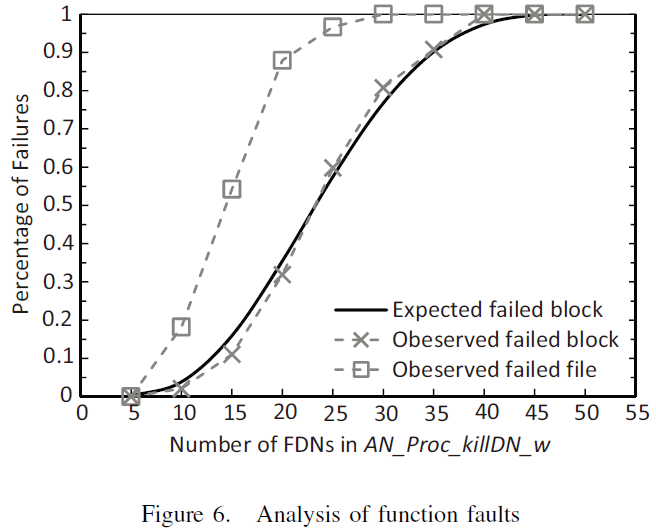 1
0.9
0.8
0.7
0.6
0.5
0.4
0.3
0.2
0.1
0
Percentage of Failures
Expected failed block
Obeserved failed block
Obeserved failed file
0 5 10 15 20 25 30 35 40 45 50 55
Number of FDNs in AN_Proc_killDN_w
Figure 6. Analysis of function faults